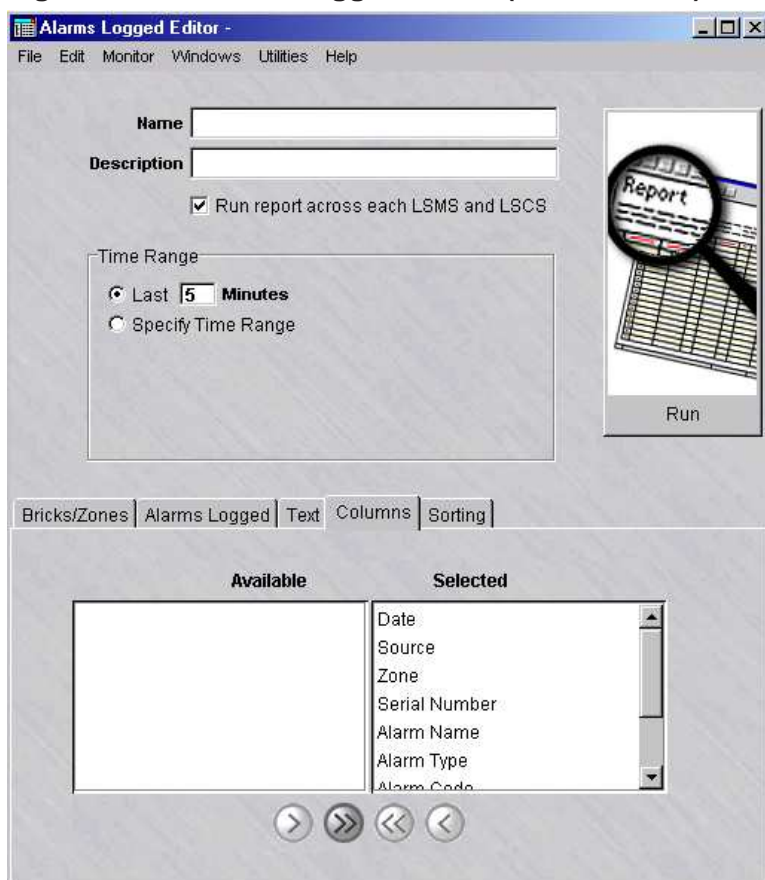 Alarms Logged Editor -
File Edit Monitor Windows Utilities Help
Name
Description
Run report across each LSMS and LSCS
Time Range
Last 5 Minutes
Specify Time Range
Report
Run
Bricks/Zones Alarms Logged Text Columns Sorting
Available Selected
Date
Source
Zone
Serial Number
Alarm Name
Alarm Type
Alarm Code